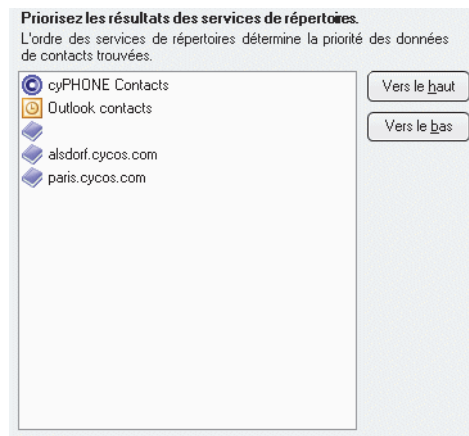 Priorisez les résultats des services de répertoires.
L'ordre des services de répertoires détermine la priorité des données
de contacts trouvées.
cyPHONE Contacts
Vers le haut
Outlook contacts
Vers le bas
alsdorf.cycos.com
paris.cycos.com